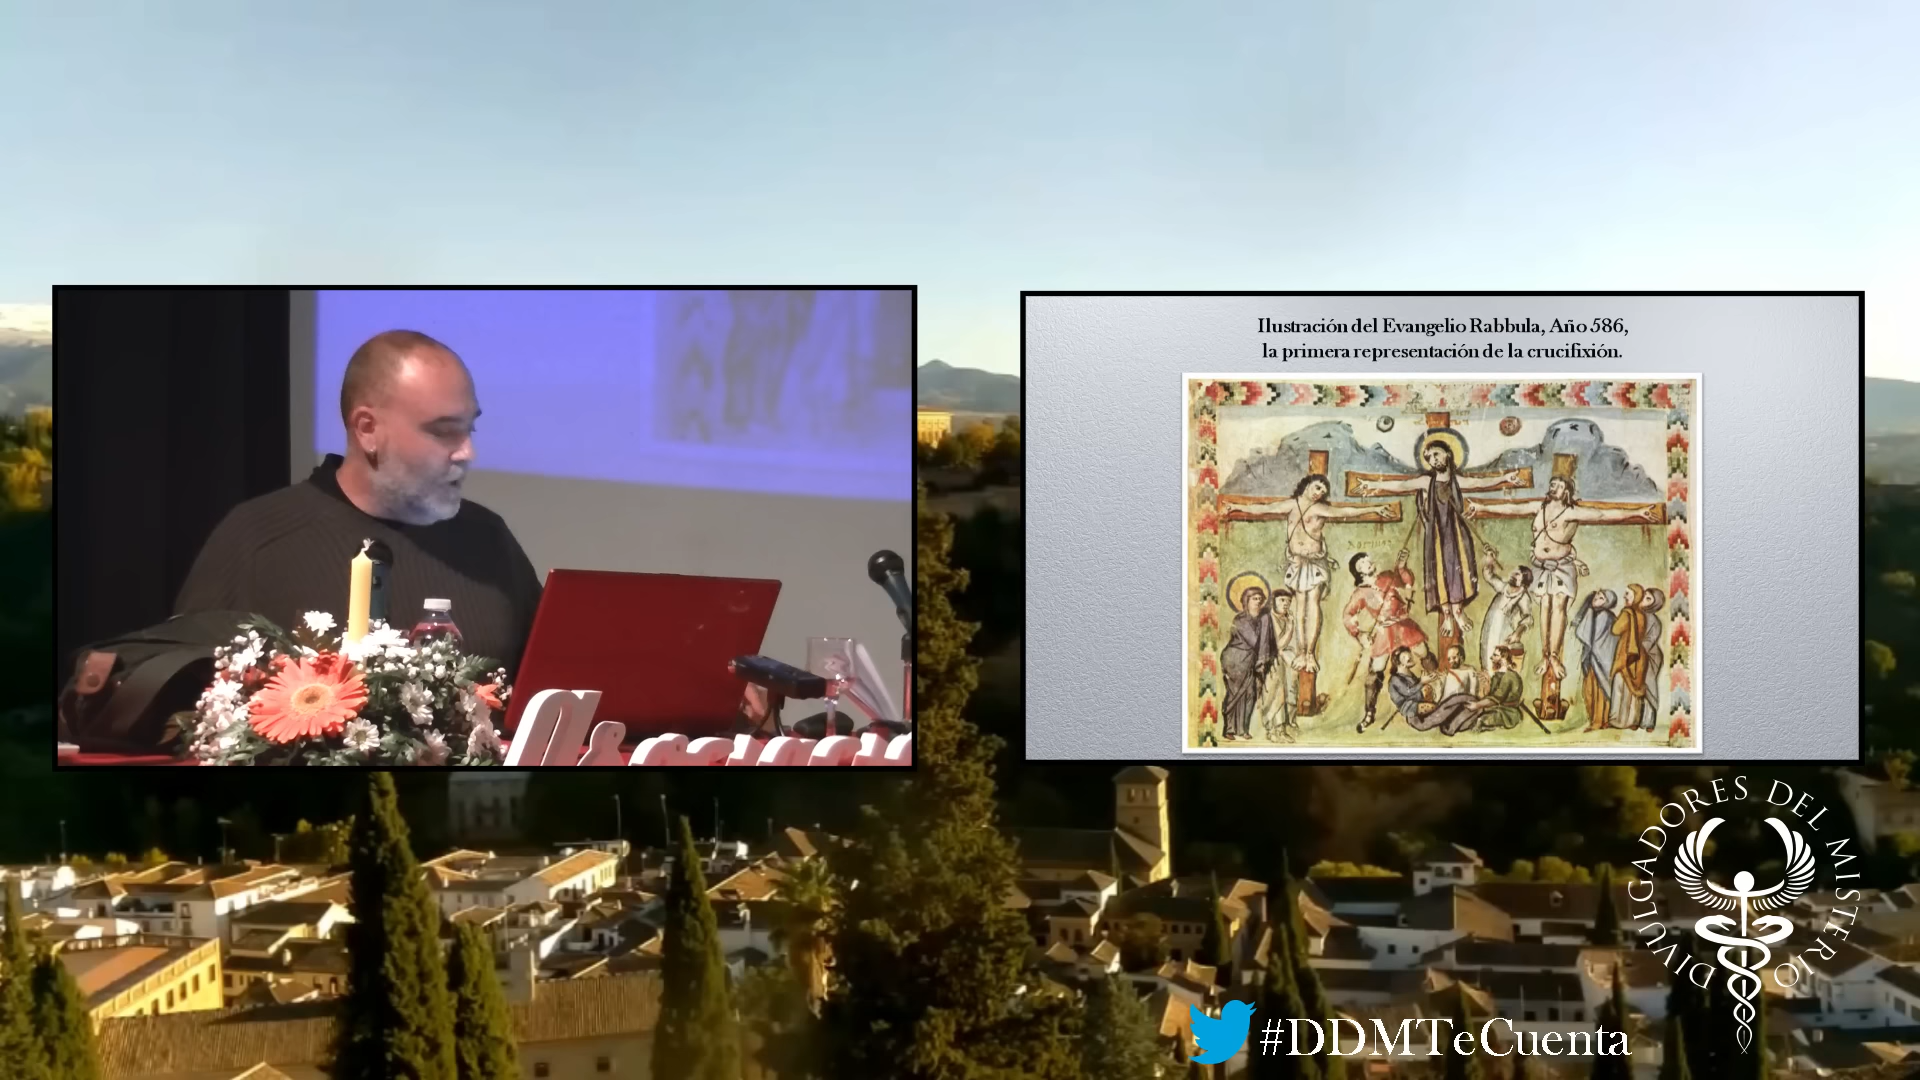 Ilustración del Evangelio Rabbula, Año 586,
la primera representación de la crucifixión.
DIVULGADORES DEL MISTERIO
#DDMTeCuenta